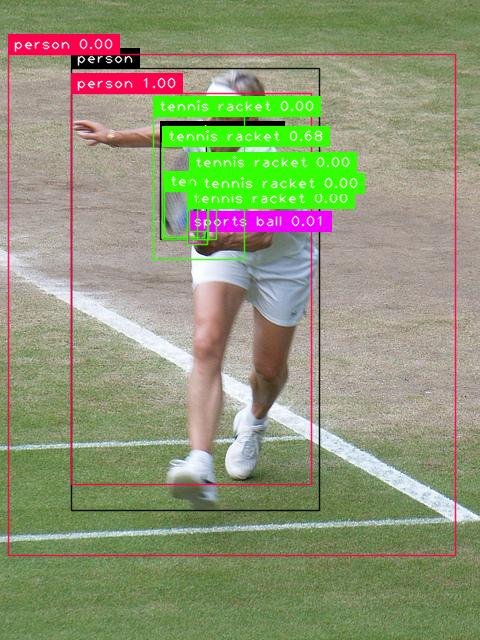 person 0.00
person
person 1.00
tennis racket 0.00
tennis racket 0.68
tennis racket 0.00
ten
tennis racket 0.00
tennis racket 0.00
sports ball 0.01